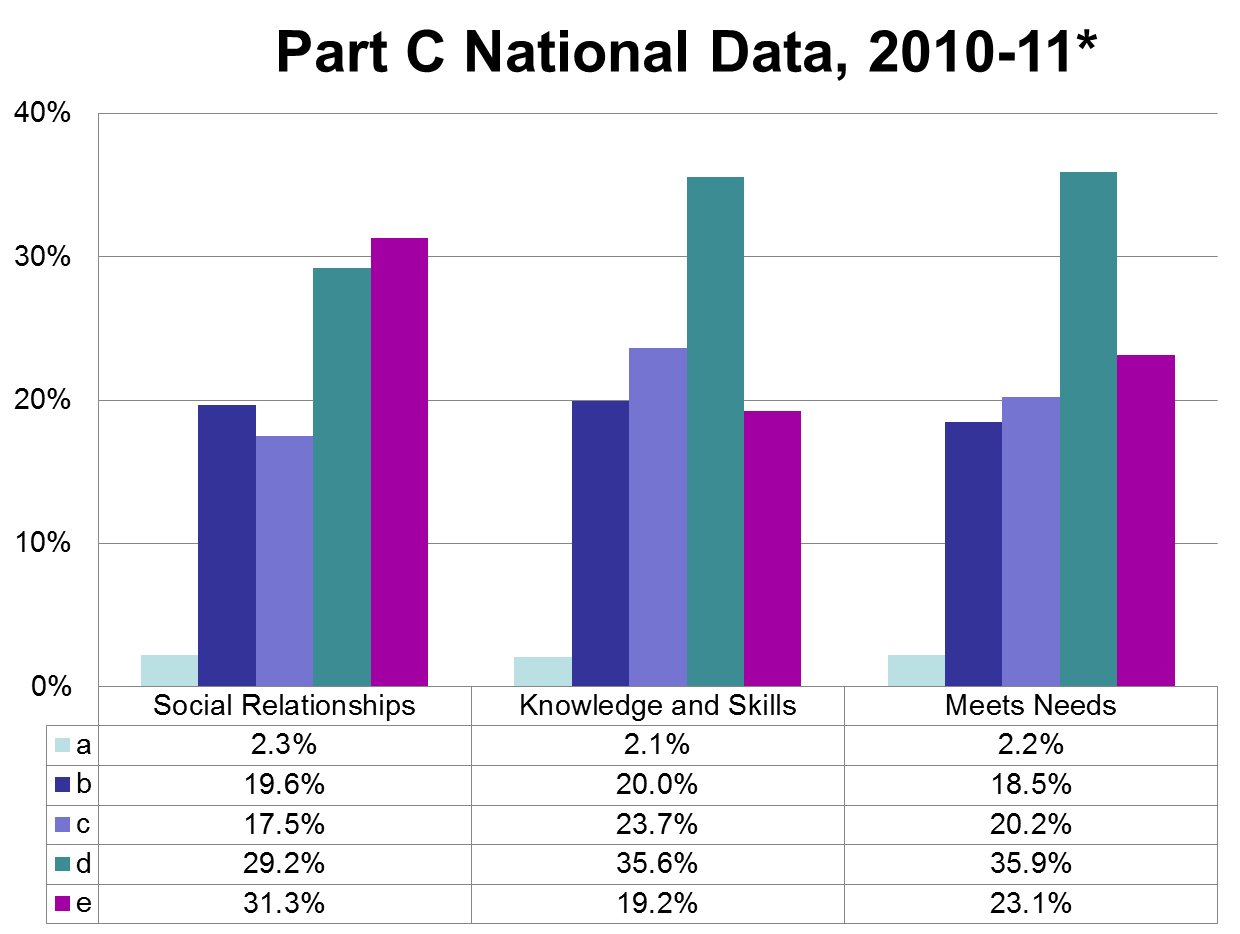 Part C National Data, 2010-11*
40%
30%
20%
10%
0%
Social Relationships Knowledge and Skills Meets Needs
a 2.3% 2.1% 2.2%
b 19.6% 20.0% 18.5%
c 17.5% 23.7% 20.2%
d 29.2% 35.6% 35.9%
e 31.3% 19.2% 23.1%